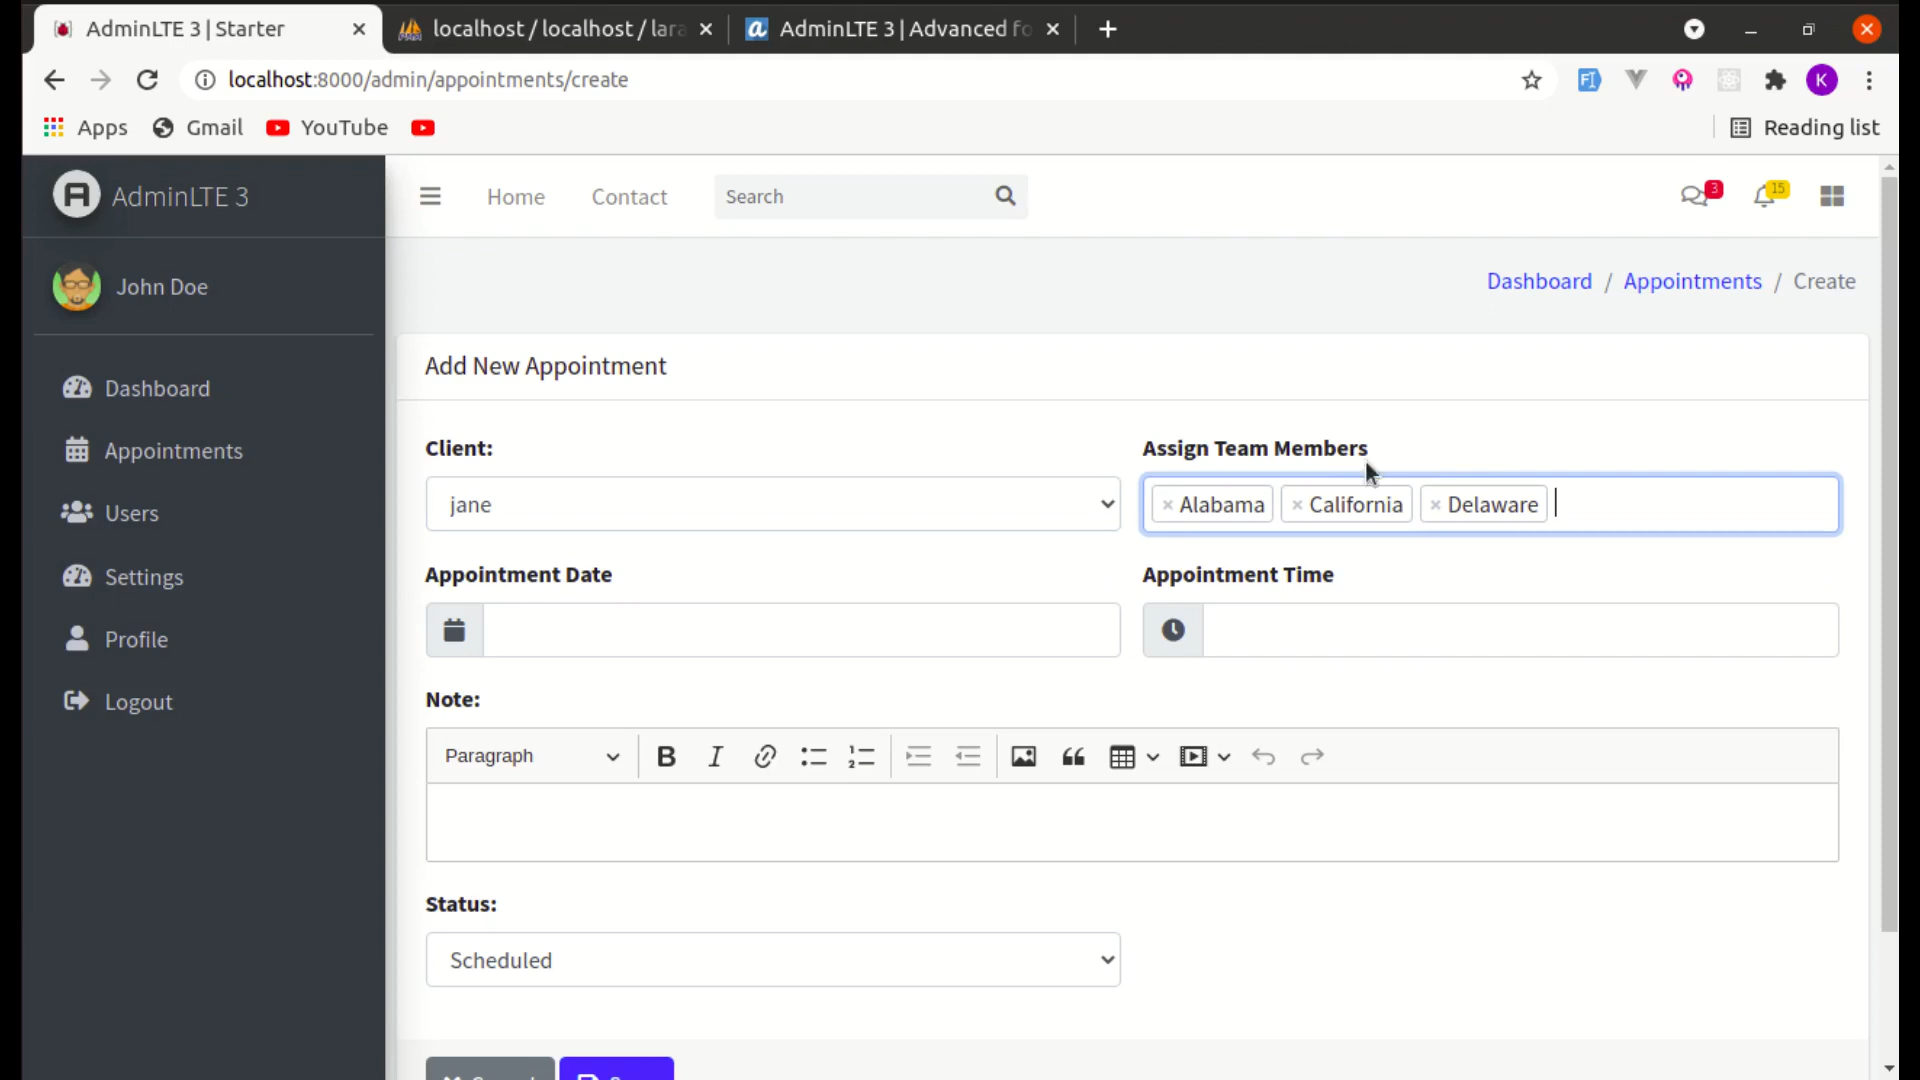 AdminLTE 3 | Starter
localhost / localhost / lara
AdminLTE 3 | Advanced fo
localhost:8000/admin/appointments/create
K
Apps
Gmail
YouTube
Reading list
AdminLTE 3
Home
Contact
Search
3
15
John Doe
Dashboard / Appointments / Create
Dashboard
Appointments
Users
Settings
Profile
Logout
Add New Appointment
Client:
jane
Assign Team Members
× Alabama × California × Delaware
Appointment Date
Appointment Time
Note:
Paragraph
Status:
Scheduled